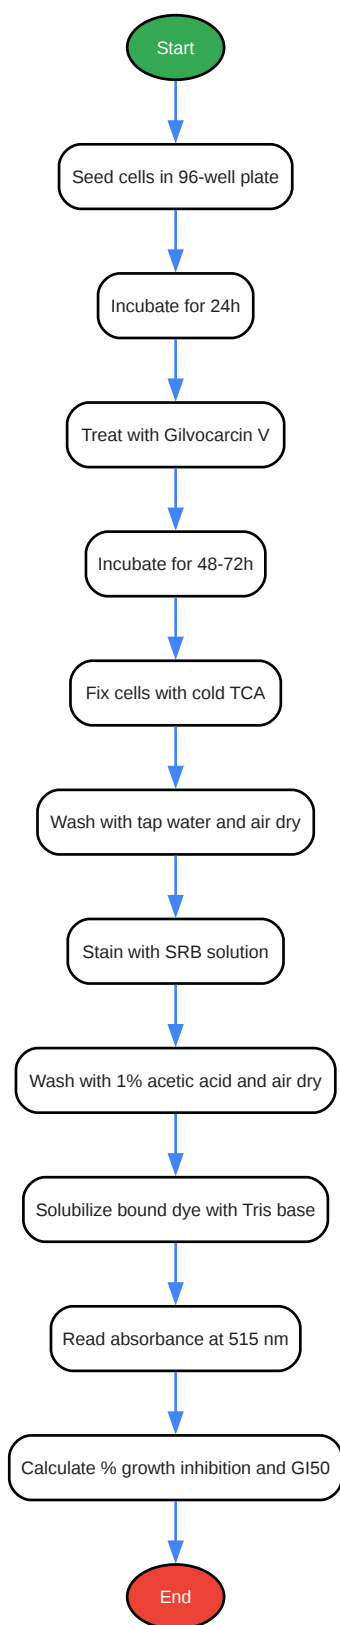 Start
Seed cells in 96-well plate
Incubate for 24h
Treat with Gilvocarcin V
Incubate for 48-72h
Fix cells with cold TCA
Wash with tap water and air dry
Stain with SRB solution
Wash with 1% acetic acid and air dry
Solubilize bound dye with Tris base
Read absorbance at 515 nm
Calculate % growth inhibition and GI50
End